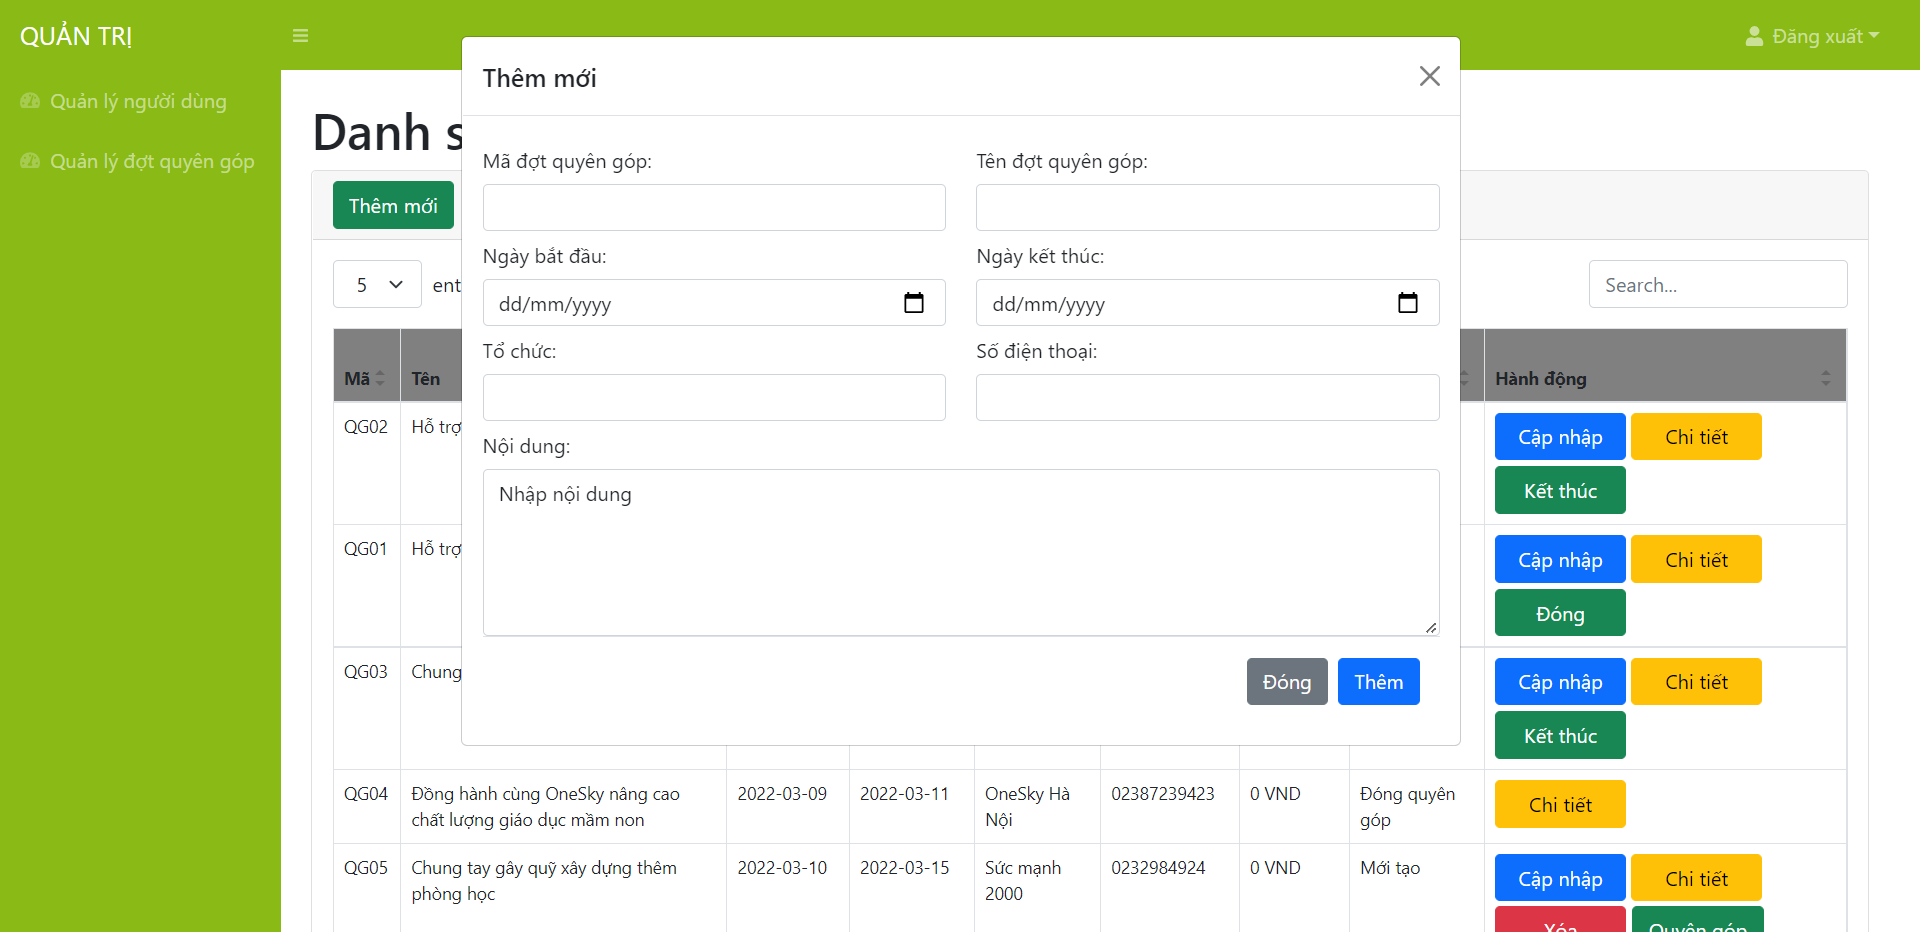 QUẢN TRỊ
Đăng xuất
Quản lý người dùng
Quản lý đợt quyên góp
Danh s
Thêm mới
5
ent
Search...
Thêm mới
Mã đợt quyên góp:
Tên đợt quyên góp:
Ngày bắt đầu:
Ngày kết thúc:
dd/mm/yyyy
dd/mm/yyyy
Tổ chức:
Số điện thoại:
Nội dung:
Nhập nội dung
Đóng
Thêm
Mã
Tên
Hành động
QG02
Hỗ trợ
Cập nhập
Chi tiết
Kết thúc
QG01
Hỗ trợ
Cập nhập
Chi tiết
Đóng
QG03
Chung
Cập nhập
Chi tiết
Kết thúc
QG04
Đồng hành cùng OneSky nâng cao
chất lượng giáo dục mầm non
2022-03-09
2022-03-11
OneSky Hà
Nội
02387239423
0 VND
Đóng quyên
góp
Chi tiết
QG05
Chung tay gây quỹ xây dựng thêm
phòng học
2022-03-10
2022-03-15
Sức mạnh
2000
0232984924
0 VND
Mới tạo
Cập nhập
Chi tiết
Xóa
Quyên góp